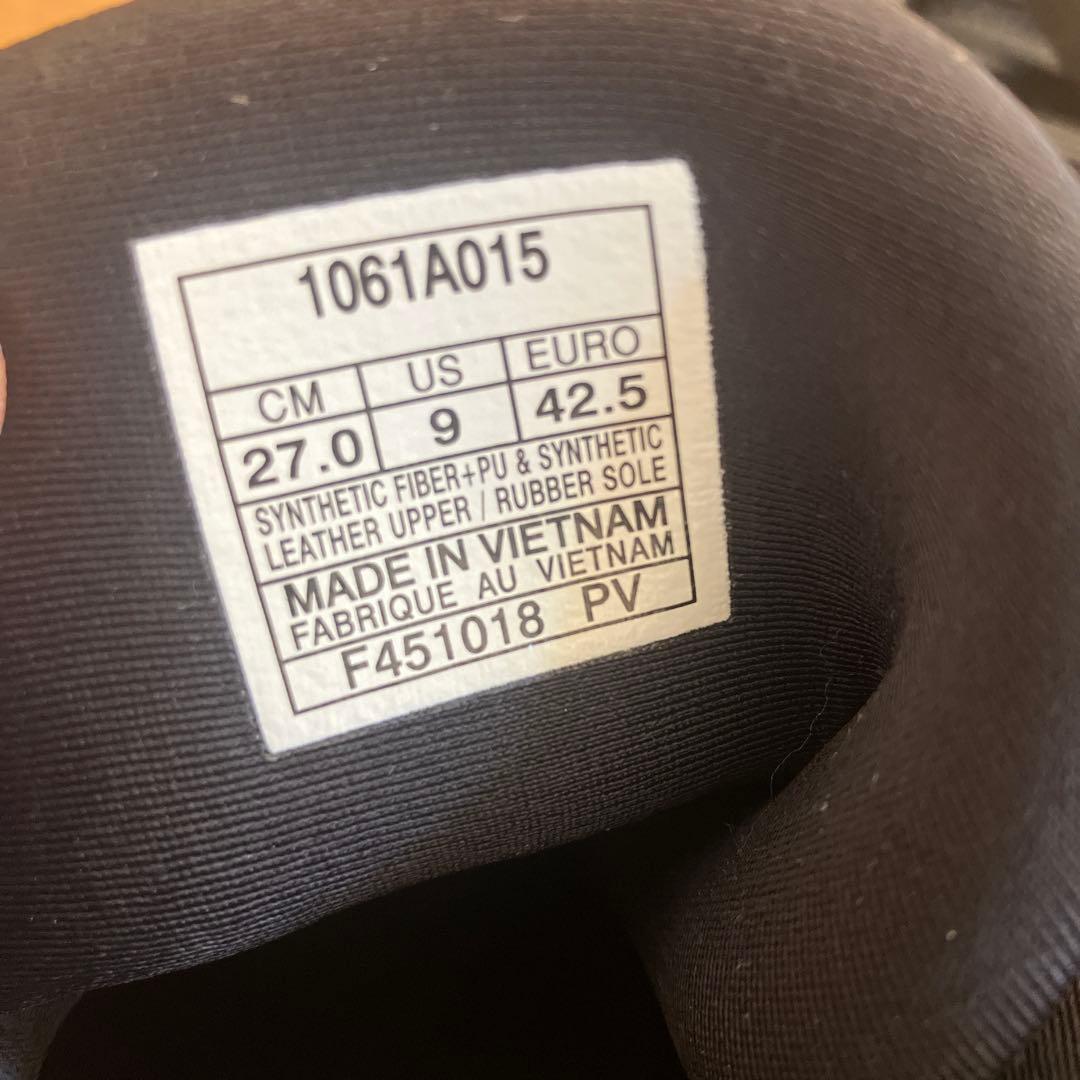 1061A015
CM US EURO
27.0 9 42.5
SYNTHETIC FIBER+PU & SYNTHETIC
LEATHER UPPER / RUBBER SOLE
MADE IN VIETNAM
FABRIQUE AU VIETNAM
F451018 PV